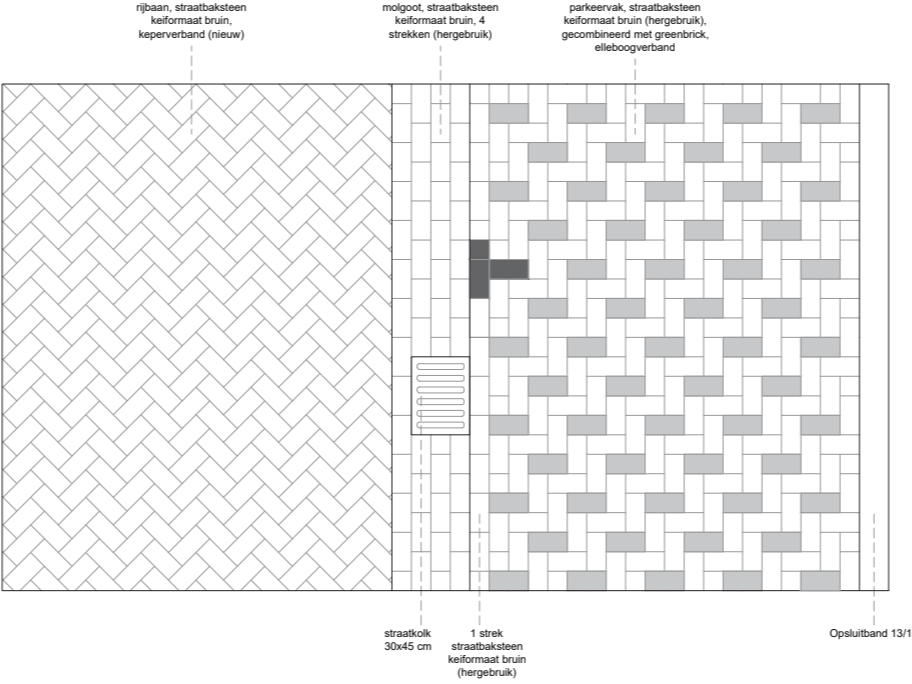 rijbaan, straatbaksteen
keiformaat bruin,
keperverband (nieuw)
molgoot, straatbaksteen
keiformaat bruin, 4
strekken (hergebruik)
parkeervak, straatbaksteen
keiformaat bruin (hergebruik),
gecombineerd met greenbrick,
elleboogverband
straatkolk
30x45 cm
1 strek
straatbaksteen
keiformaat bruin
(hergebruik)
Opsluitband 13/1